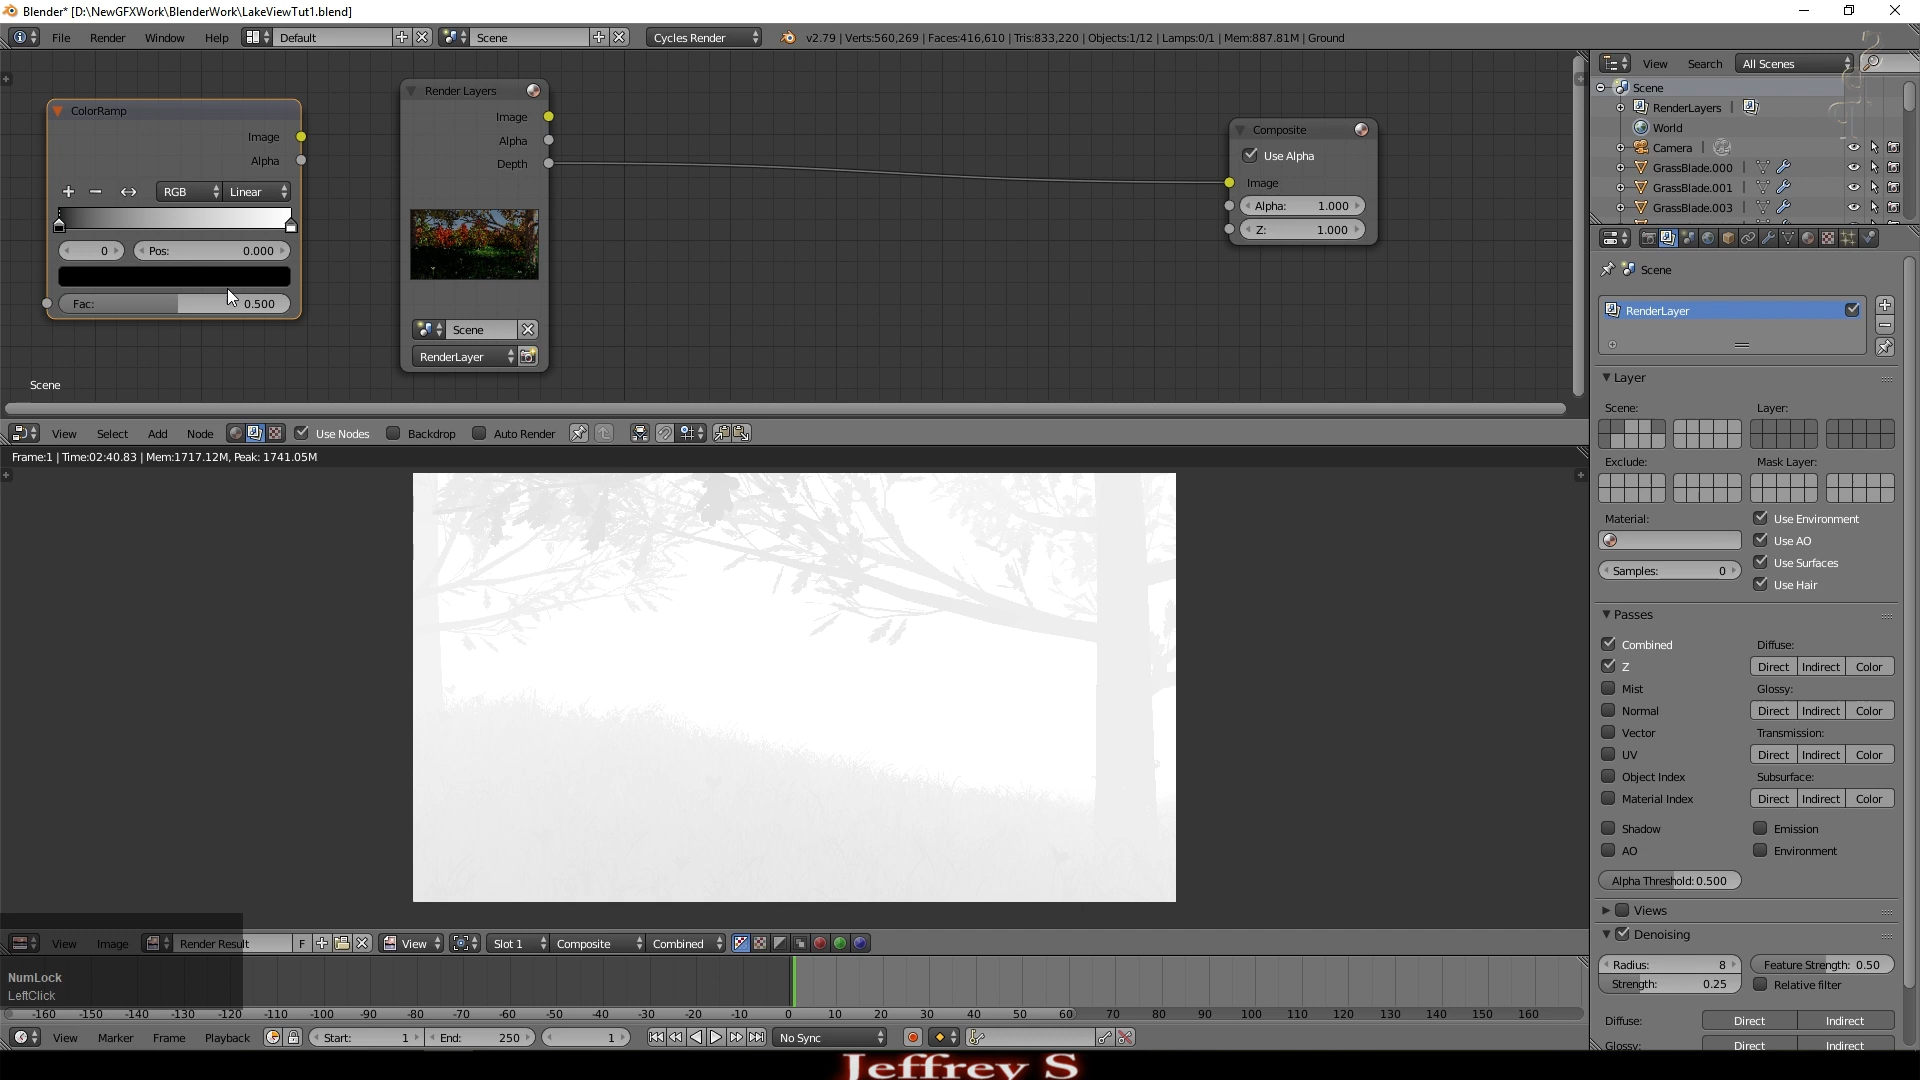 Blender* [D:\NewGFXWork\BlenderWork\LakeViewTut1.blend]
File Render Window Help Default Scene Cycles Render v2.79 | Verts:560,269 | Faces:416,610 | Tris:833,220 | Objects:1/12 | Lamps:0/1 | Mem:887.81M | Ground
View Search All Scenes
Scene
RenderLayers |
World
Camera |
GrassBlade.000
GrassBlade.001
GrassBlade.003
ColorRamp
Image
Alpha
RGB Linear
0 Pos: 0.000
Fac: 0.500
Render Layers
Image
Alpha
Depth
Scene
RenderLayer
Composite
Use Alpha
Image
Alpha: 1.000
Z: 1.000
Scene
View Select Add Node Use Nodes Backdrop Auto Render
Frame:1 | Time:02:40.83 | Mem:1717.12M, Peak: 1741.05M
Scene
RenderLayer
Layer
Scene: Layer:
Exclude: Mask Layer:
Material:
Use Environment
Use AO
Samples: 0
Use Surfaces
Use Hair
Passes
Combined
Z
Mist
Normal
Vector
UV
Object Index
Material Index
Shadow
AO
Diffuse:
Direct Indirect Color
Glossy:
Direct Indirect Color
Transmission:
Direct Indirect Color
Subsurface:
Direct Indirect Color
Emission
Environment
Alpha Threshold: 0.500
Views
Denoising
Radius: 8 Feature Strength: 0.50
Strength: 0.25 Relative filter
Diffuse: Direct Indirect
Glossy: Direct Indirect
View Image Render Result F View Slot 1 Composite Combined
NumLock
LeftClick
-160 -150 -140 -130 -120 -110 -100 -90 -80 -70 -60 -50 -40 -30 -20 -10 0 10 20 30 40 50 60 70 80 90 100 110 120 130 140 150 160
View Marker Frame Playback Start: 1 End: 250 1 No Sync
Jeffrey S